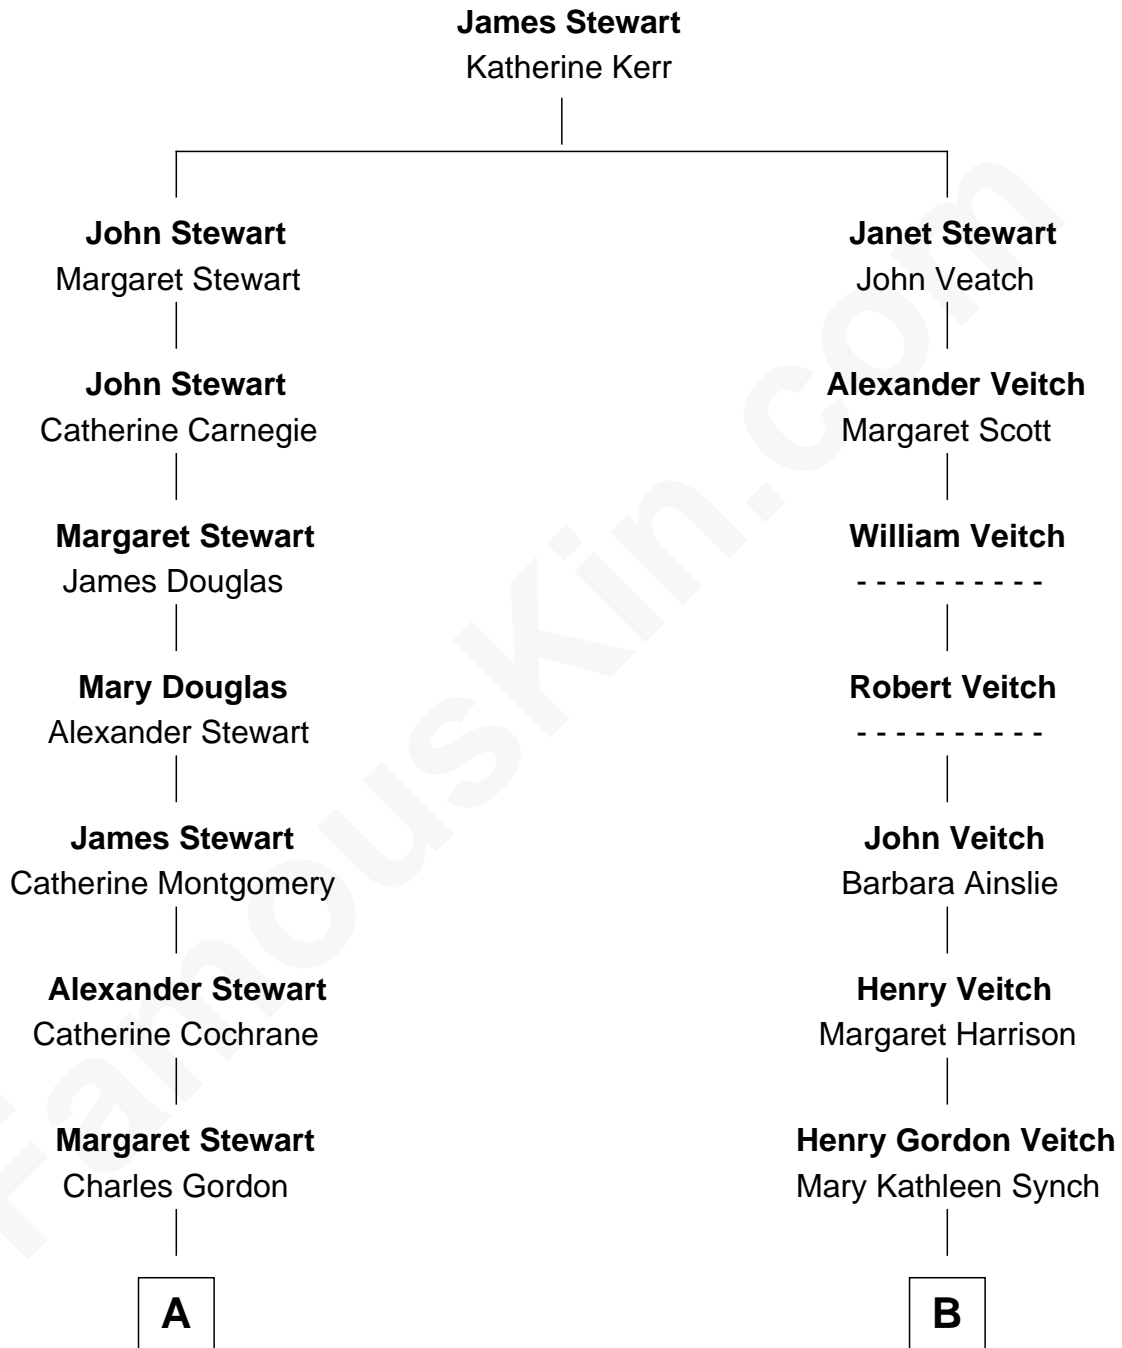 James Stewart
Katherine Kerr
John Stewart
Margaret Stewart
Janet Stewart
John Veatch
John Stewart
Catherine Carnegie
Alexander Veitch
Margaret Scott
Margaret Stewart
James Douglas
William Veitch
- - - - - - - - - -
Mary Douglas
Alexander Stewart
Robert Veitch
- - - - - - - - - -
James Stewart
Catherine Montgomery
John Veitch
Barbara Ainslie
Alexander Stewart
Catherine Cochrane
Henry Veitch
Margaret Harrison
Margaret Stewart
Charles Gordon
Henry Gordon Veitch
Mary Kathleen Synch
A
B
FamousKin.com